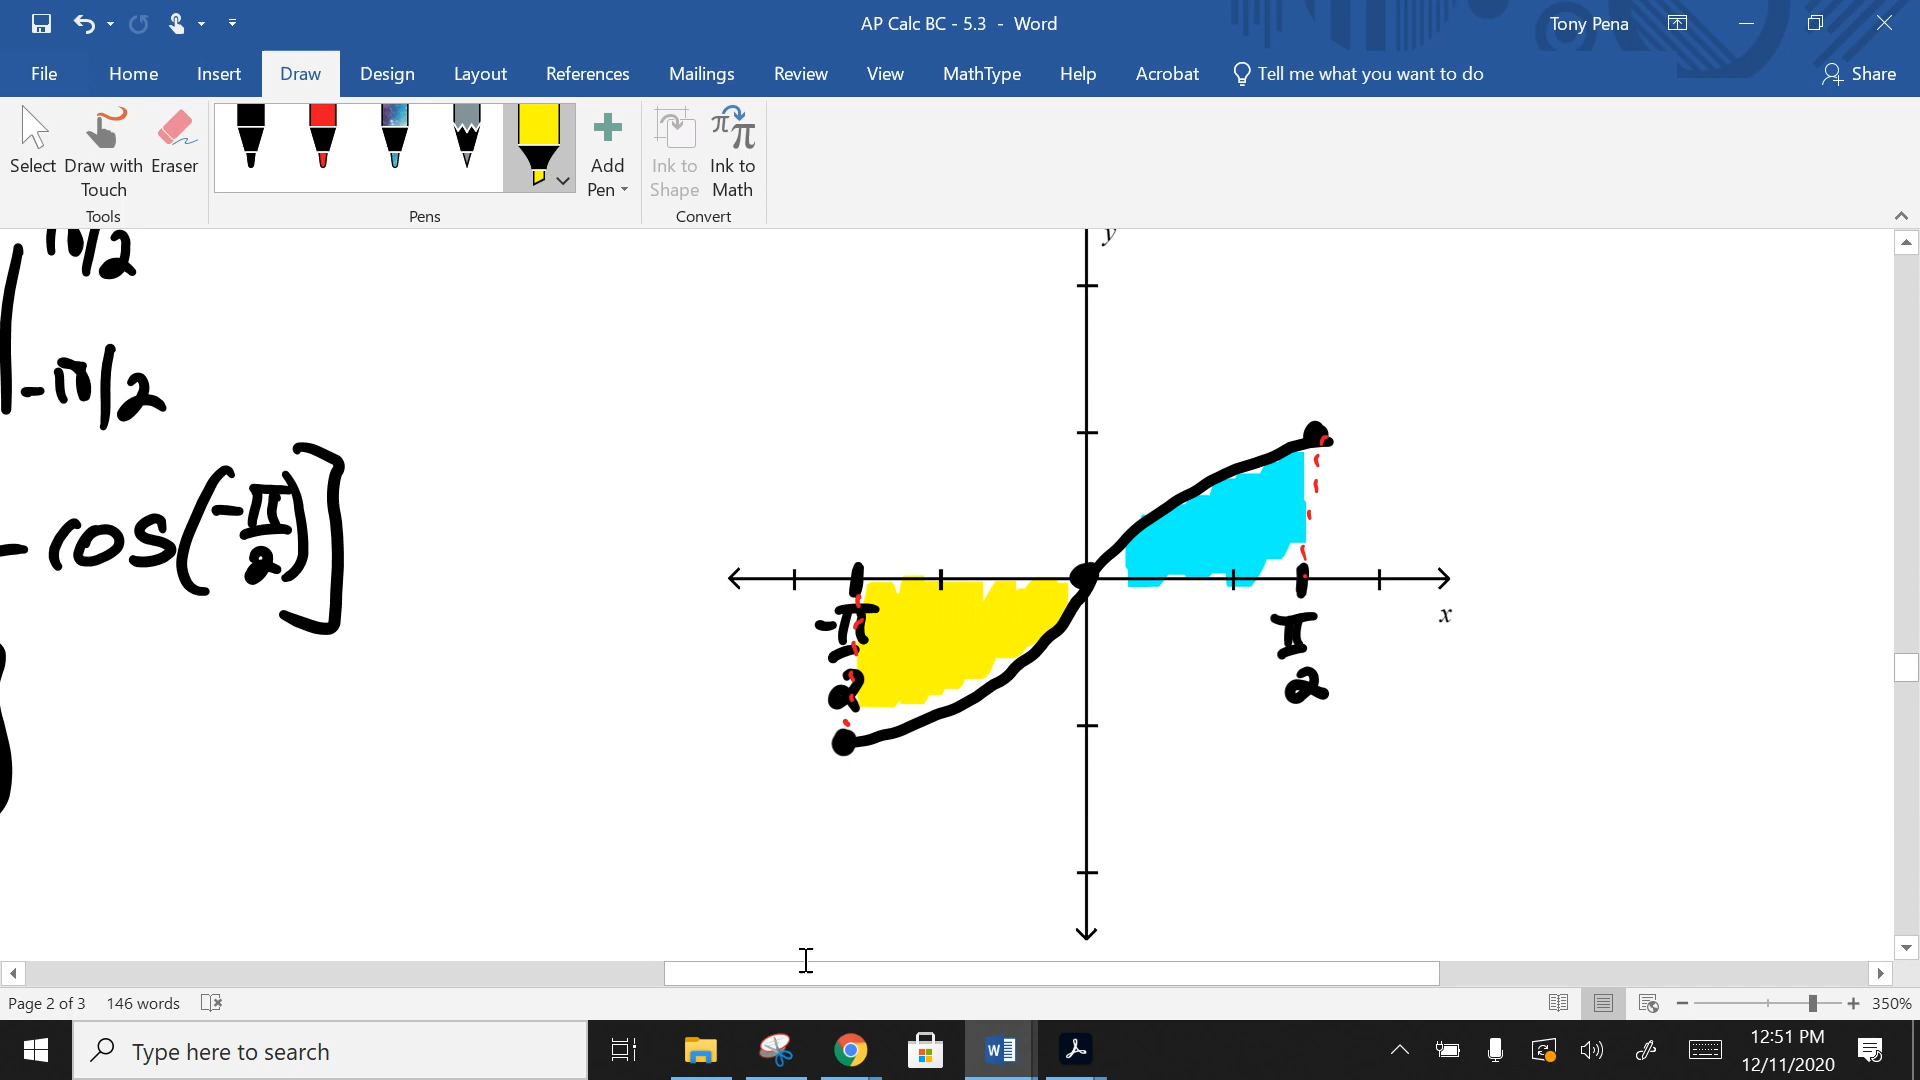 AP Calc BC - 5.3 - Word
Tony Pena
File Home Insert Draw Design Layout References Mailings Review View MathType Help Acrobat Tell me what you want to do Share
Select
Draw with Touch
Eraser
Add Pen
Ink to Shape
Ink to Math
Tools
Pens
Convert
π/2
-π/2
- cos(-π/2)]
y
x
-π/2
π
2
Page 2 of 3 146 words
350%
Type here to search
12:51 PM
12/11/2020